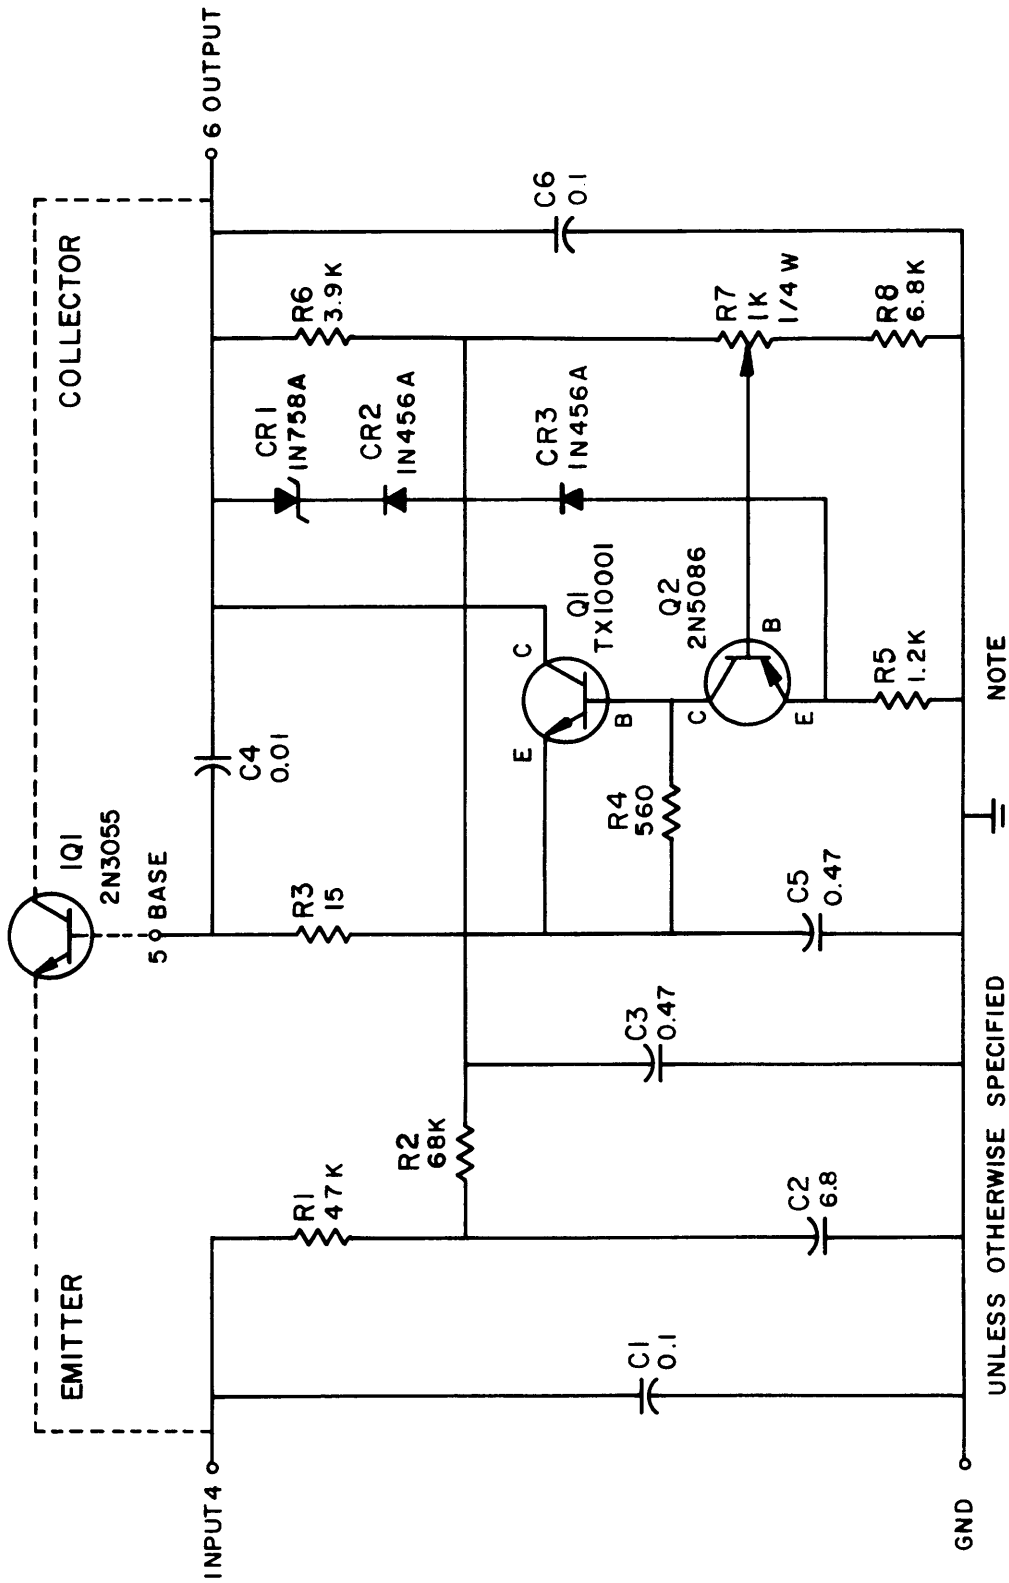 1Q1
2N3055
EMITTER
COLLECTOR
5 BASE
INPUT 4
6 OUTPUT
C4
0.01
R1
47K
R3
15
CR1
1N758A
R6
3.9K
CR2
1N456A
R2
68K
C
E
Q1
TX10001
B
CR3
1N456A
C6
0.1
C1
0.1
C3
0.47
R4
560
C
Q2
2N5086
B
E
R7
1K
1/4W
C2
6.8
C5
0.47
R5
1.2K
R8
6.8K
GND
UNLESS OTHERWISE SPECIFIED
NOTE